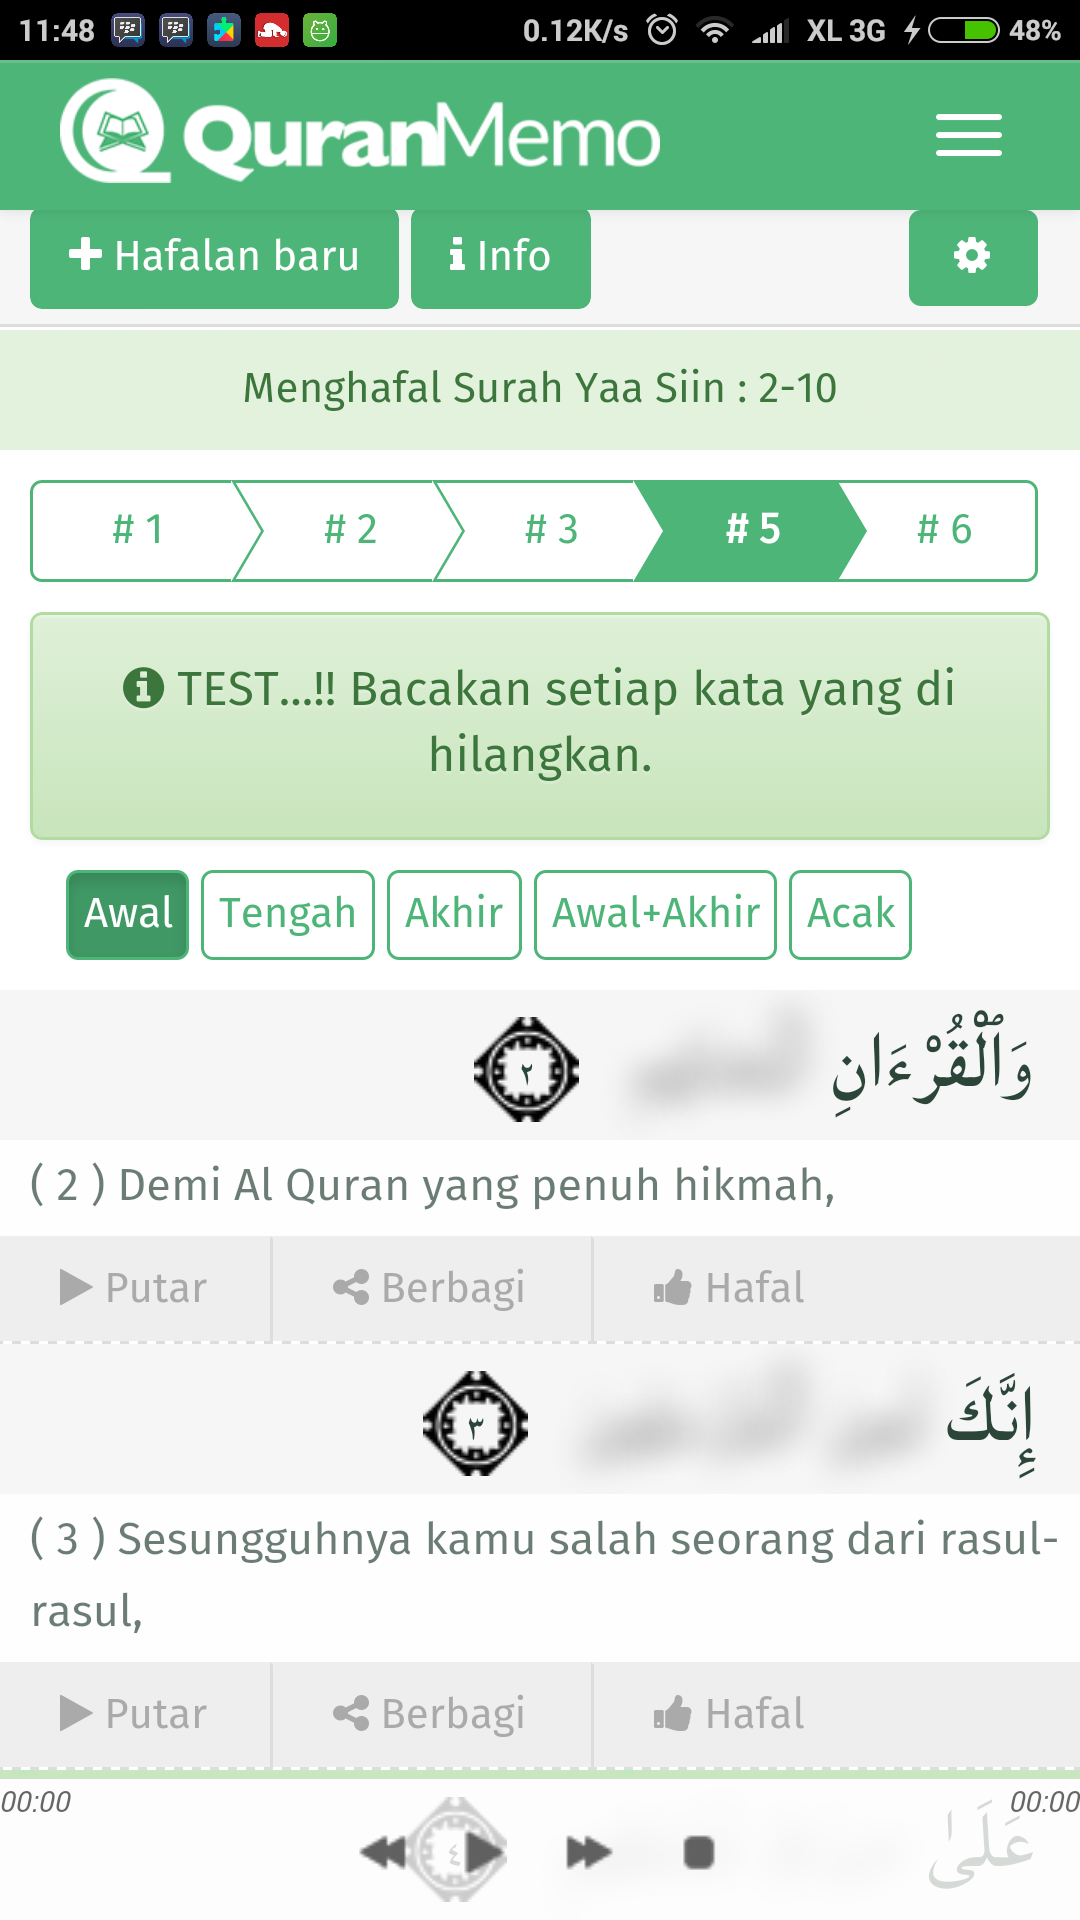 11:48 0.12K/s XL 3G 48%
QuranMemo
Hafalan baru Info
Menghafal Surah Yaa Siin : 2-10
# 1 # 2 # 3 # 5 # 6
TEST...!! Bacakan setiap kata yang di
hilangkan.
Awal Tengah Akhir Awal+Akhir Acak
وَٱلْقُرْءَانِ ٢
( 2 ) Demi Al Quran yang penuh hikmah,
Putar Berbagi Hafal
إِنَّكَ ٣
( 3 ) Sesungguhnya kamu salah seorang dari rasul-
rasul,
Putar Berbagi Hafal
00:00 00:00
عَلَىٰ ٤